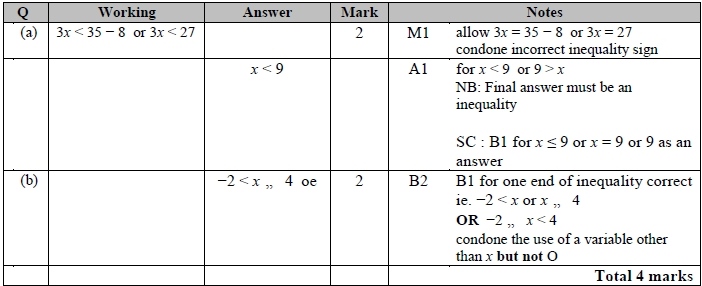 Q Working Answer Mark Notes
(a) 3x < 35 − 8 or 3x < 27 2 M1 allow 3x = 35 − 8 or 3x = 27
condone incorrect inequality sign
x < 9 A1 for x < 9 or 9 > x
NB: Final answer must be an
inequality
SC : B1 for x ≤ 9 or x = 9 or 9 as an
answer
(b) −2 < x ,, 4 oe 2 B2 B1 for one end of inequality correct
ie. −2 < x or x ,, 4
OR −2 ,, x < 4
condone the use of a variable other
than x but not O
Total 4 marks